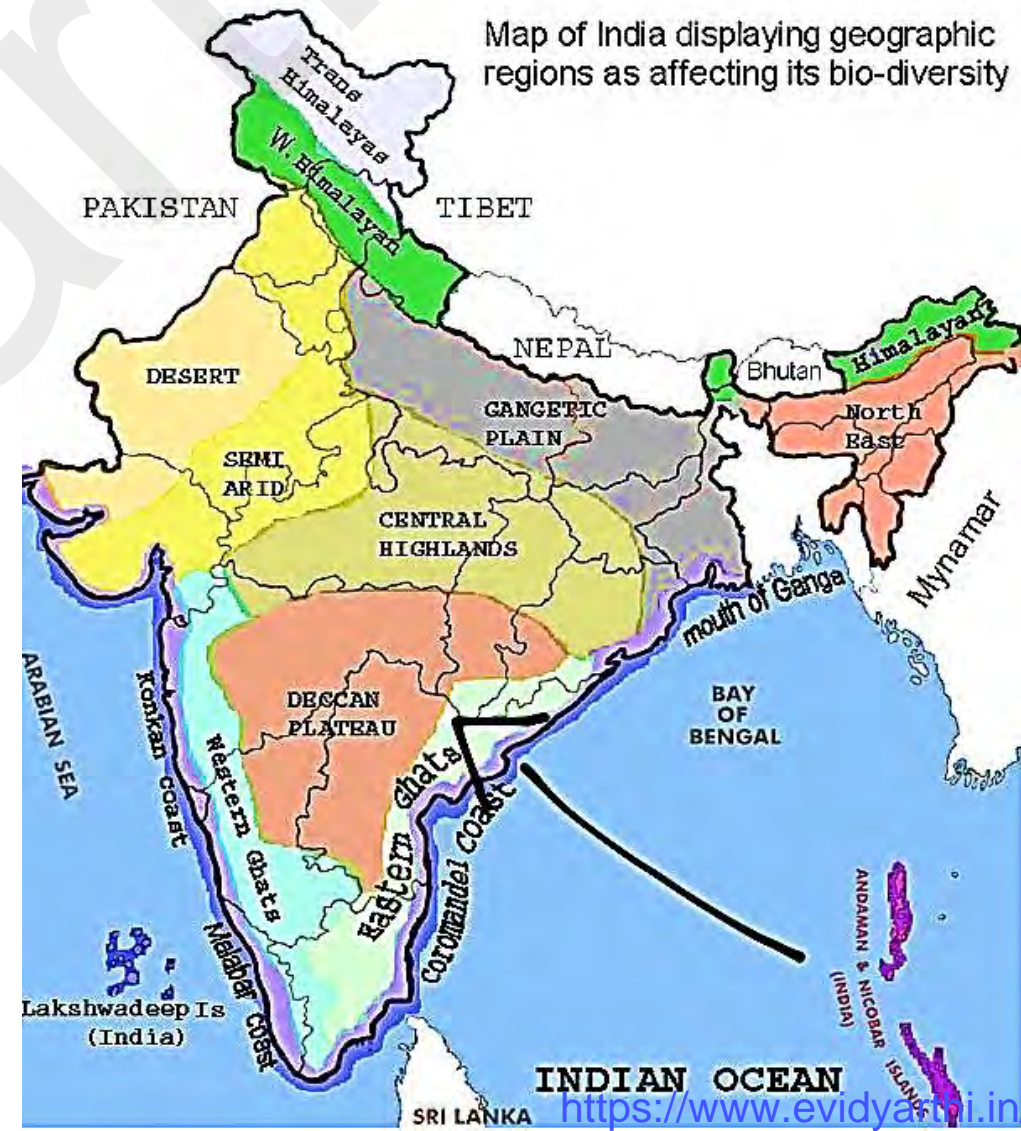 Map of India displaying geographic
regions as affecting its bio-diversity
Trans
Himalayas
W.Himalayan
PAKISTAN
TIBET
NEPAL
Bhutan
Himalayan
DESERT
GANGETIC
PLAIN
North
East
SEMI
ARID
CENTRAL
HIGHLANDS
Mynamar
mouth of Ganga
ARABIAN SEA
Konkan coast
DECCAN
PLATEAU
BAY
OF
BENGAL
Western Ghats
Eastern Ghats
Coromandel coast
Malabar coast
Lakshwadeep Is
(India)
ANDAMAN & NICOBAR ISLAND
(INDIA)
INDIAN OCEAN
SRI LANKA
https://www.evidyarthi.in